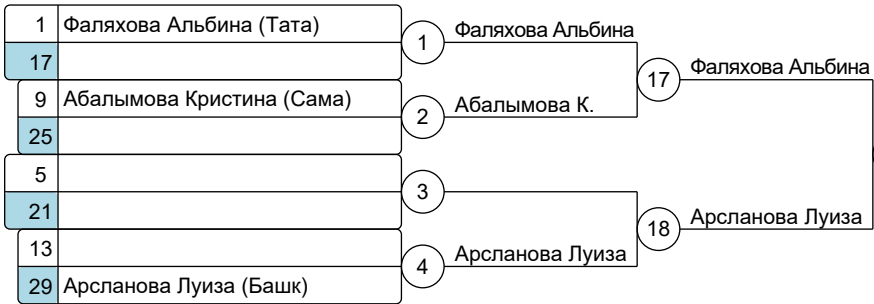 1 Фаляхова Альбина (Тата)
17
9 Абалымова Кристина (Сама)
25
5
21
13
29 Арсланова Луиза (Башк)
1 Фаляхова Альбина
2 Абалымова К.
3
4 Арсланова Луиза
17 Фаляхова Альбина
18 Арсланова Луиза